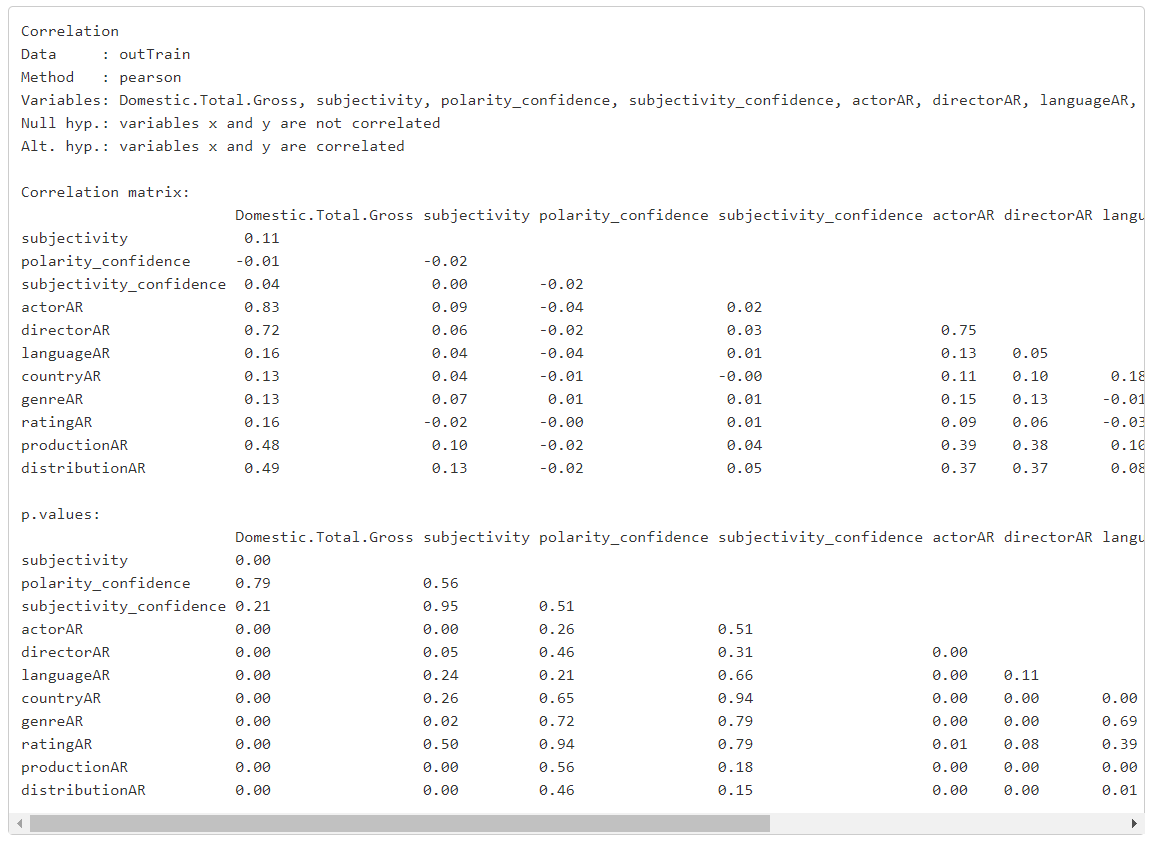 Correlation
Data     : outTrain
Method   : pearson
Variables: Domestic.Total.Gross, subjectivity, polarity_confidence, subjectivity_confidence, actorAR, directorAR, languageAR,
Null hyp.: variables x and y are not correlated
Alt. hyp.: variables x and y are correlated
Correlation matrix:
Domestic.Total.Gross subjectivity polarity_confidence subjectivity_confidence actorAR directorAR langu
subjectivity 0.11
polarity_confidence -0.01 -0.02
subjectivity_confidence 0.04 0.00 -0.02
actorAR 0.83 0.09 -0.04 0.02
directorAR 0.72 0.06 -0.02 0.03 0.75
languageAR 0.16 0.04 -0.04 0.01 0.13 0.05
countryAR 0.13 0.04 -0.01 -0.00 0.11 0.10 0.18
genreAR 0.13 0.07 0.01 0.01 0.15 0.13 -0.01
ratingAR 0.16 -0.02 -0.00 0.01 0.09 0.06 -0.03
productionAR 0.48 0.10 -0.02 0.04 0.39 0.38 0.10
distributionAR 0.49 0.13 -0.02 0.05 0.37 0.37 0.08
p.values:
Domestic.Total.Gross subjectivity polarity_confidence subjectivity_confidence actorAR directorAR langu
subjectivity 0.00
polarity_confidence 0.79 0.56
subjectivity_confidence 0.21 0.95 0.51
actorAR 0.00 0.00 0.26 0.51
directorAR 0.00 0.05 0.46 0.31 0.00
languageAR 0.00 0.24 0.21 0.66 0.00 0.11
countryAR 0.00 0.26 0.65 0.94 0.00 0.00 0.00
genreAR 0.00 0.02 0.72 0.79 0.00 0.00 0.69
ratingAR 0.00 0.50 0.94 0.79 0.01 0.08 0.39
productionAR 0.00 0.00 0.56 0.18 0.00 0.00 0.00
distributionAR 0.00 0.00 0.46 0.15 0.00 0.00 0.01